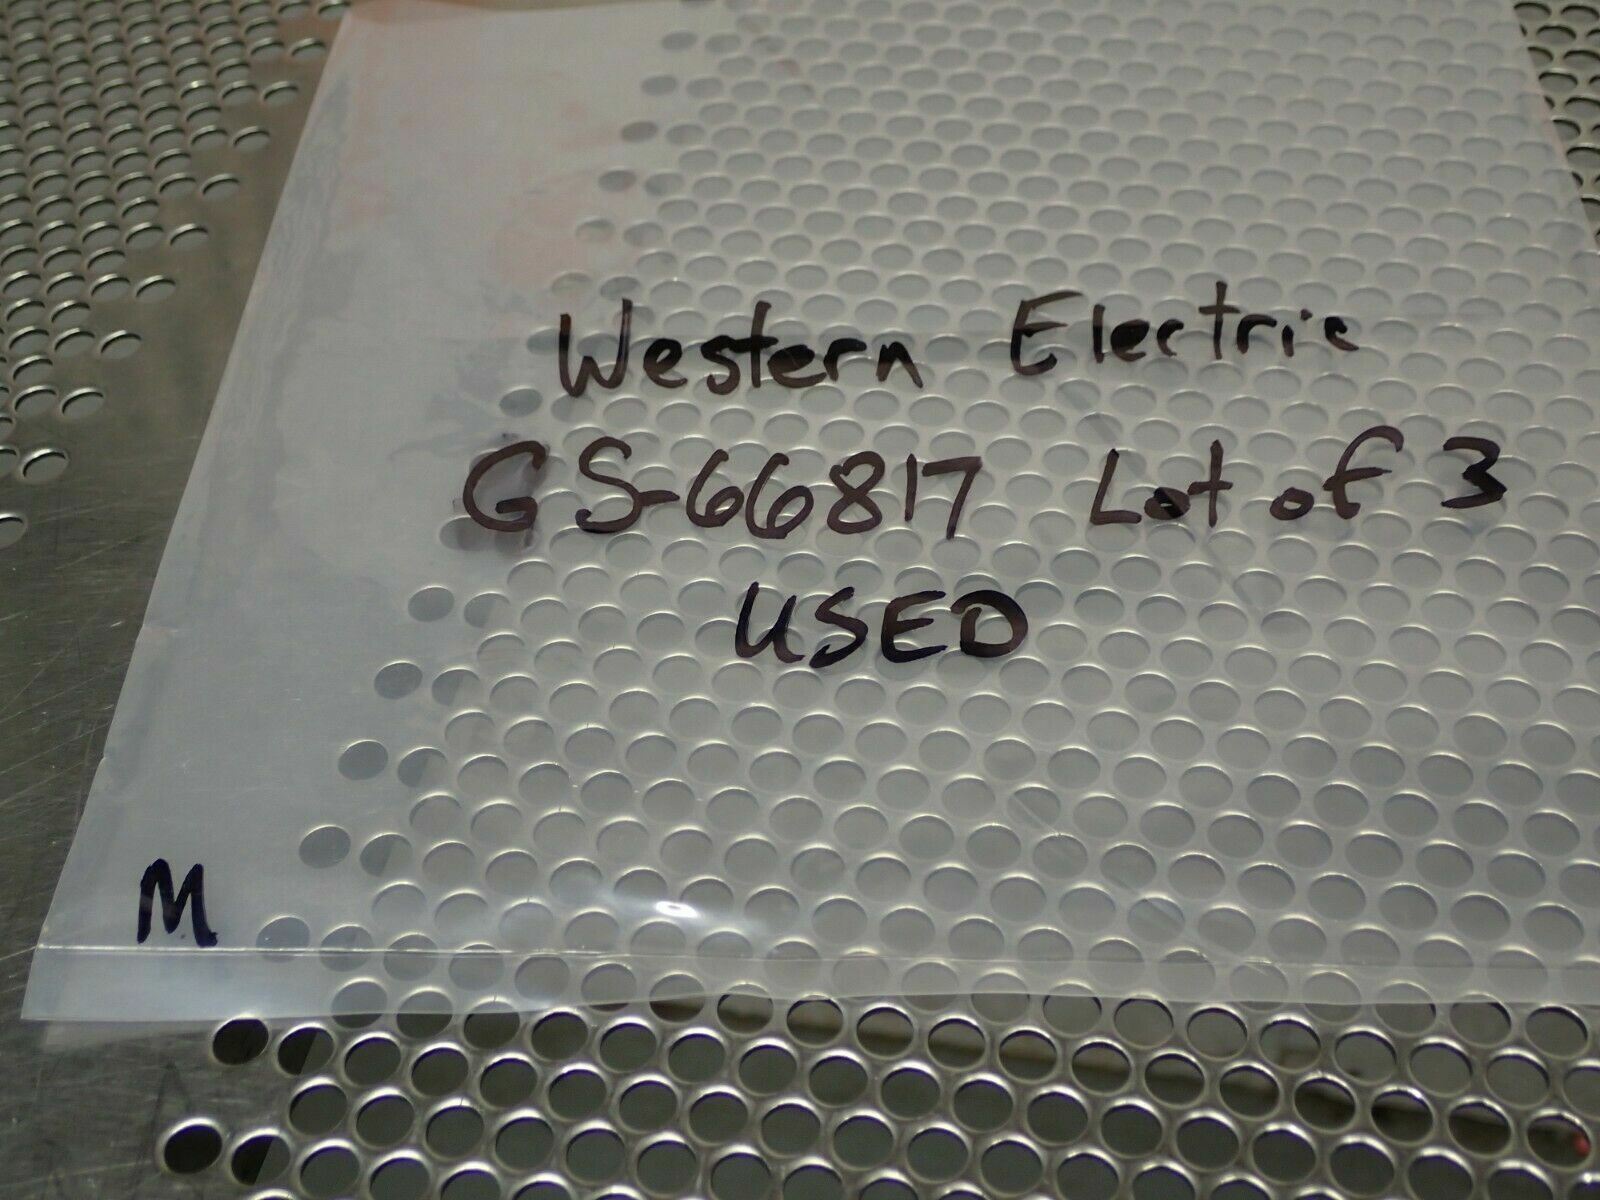 Western Electric
GS-66817 Lot of 3
USED
M